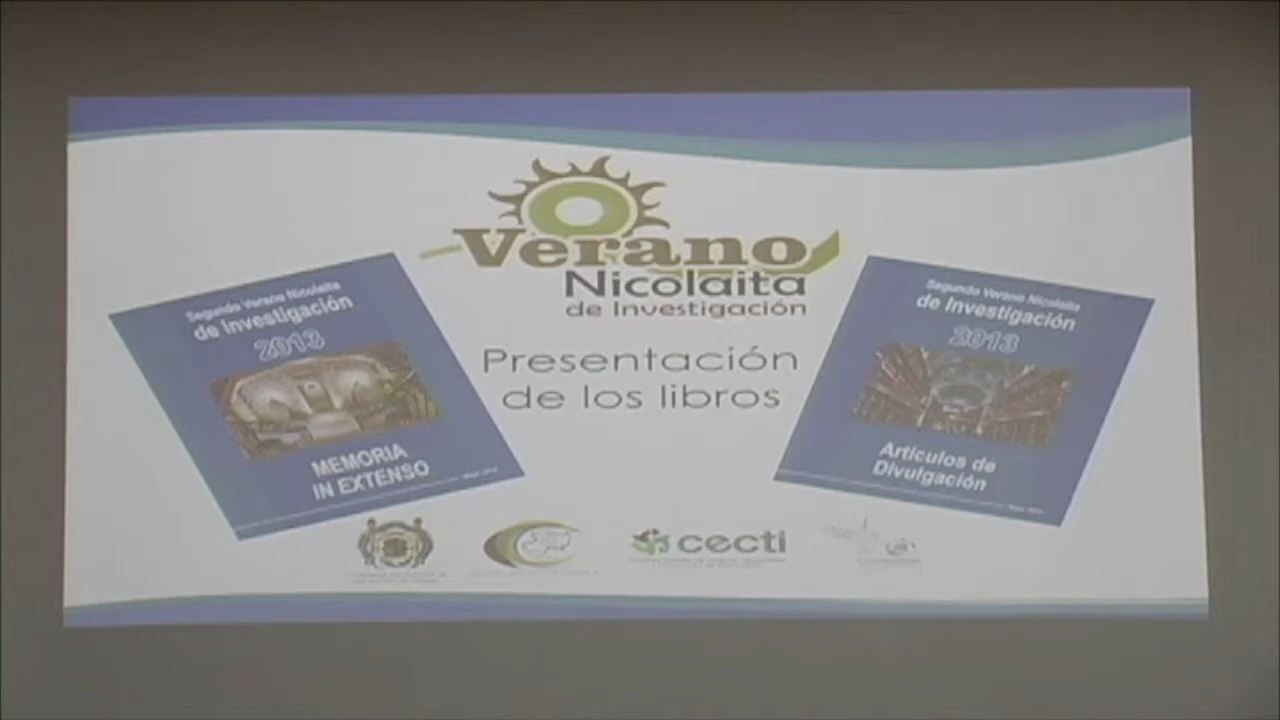 Verano
Nicolaita
de Investigación
Presentación
de los libros
Segundo Verano Nicolaita
de Investigación
2013
MEMORIA
IN EXTENSO
Segundo Verano Nicolaita
de Investigación
2013
Artículos de
Divulgación
cecti